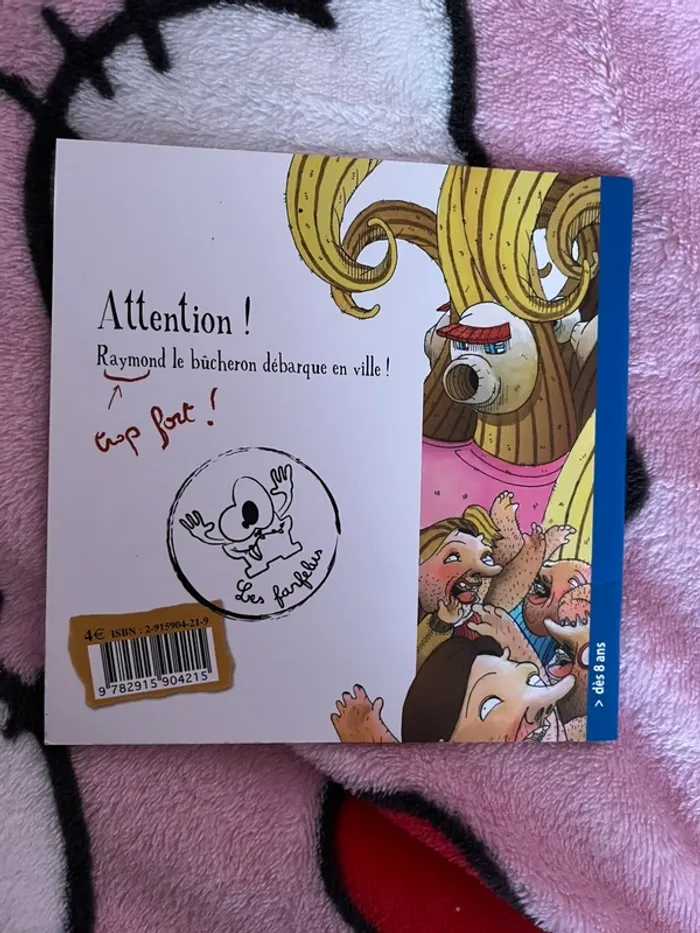 Attention !
Raymond le bûcheron débarque en ville !
trop fort !
Les fanfelus
4€ ISBN : 2-915904-21-9
9 782915 904215
> dès 8 ans